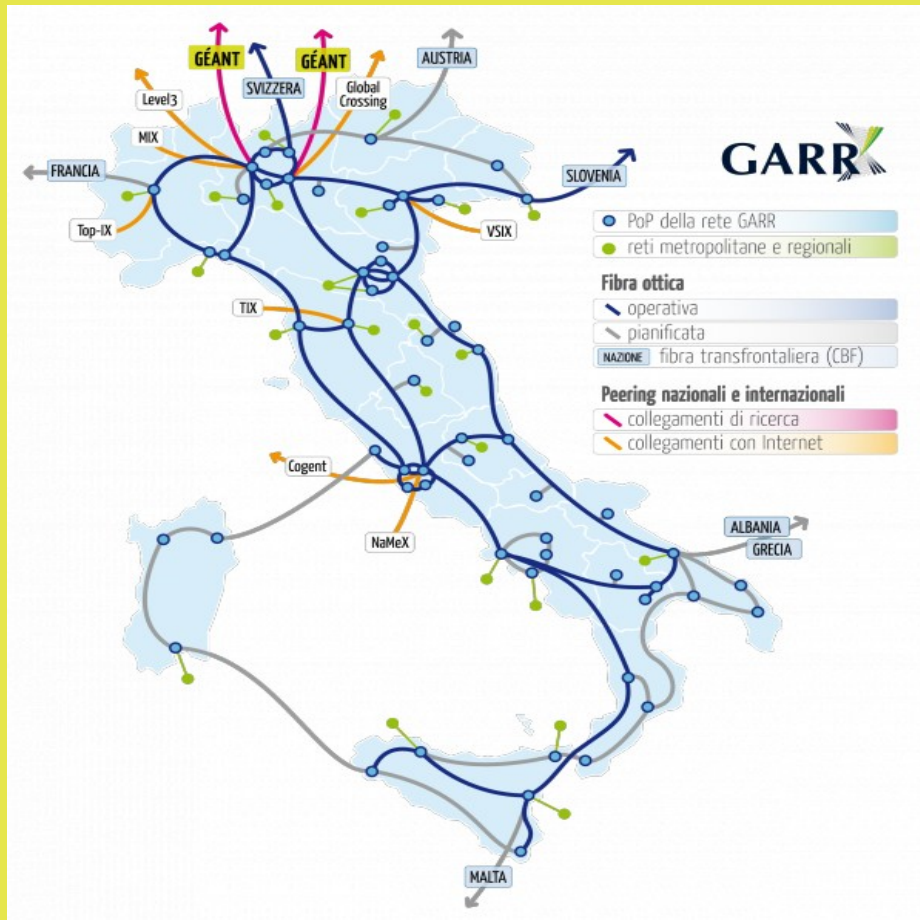 GÉANT
GÉANT
AUSTRIA
SVIZZERA
Global
Crossing
Level3
MIX
FRANCIA
SLOVENIA
Top-IX
VSIX
TIX
Cogent
NaMeX
ALBANIA
GRECIA
MALTA
GARR
PoP della rete GARR
reti metropolitane e regionali
Fibra ottica
operativa
pianificata
NAZIONE fibra transfrontaliera (CBF)
Peering nazionali e internazionali
collegamenti di ricerca
collegamenti con Internet